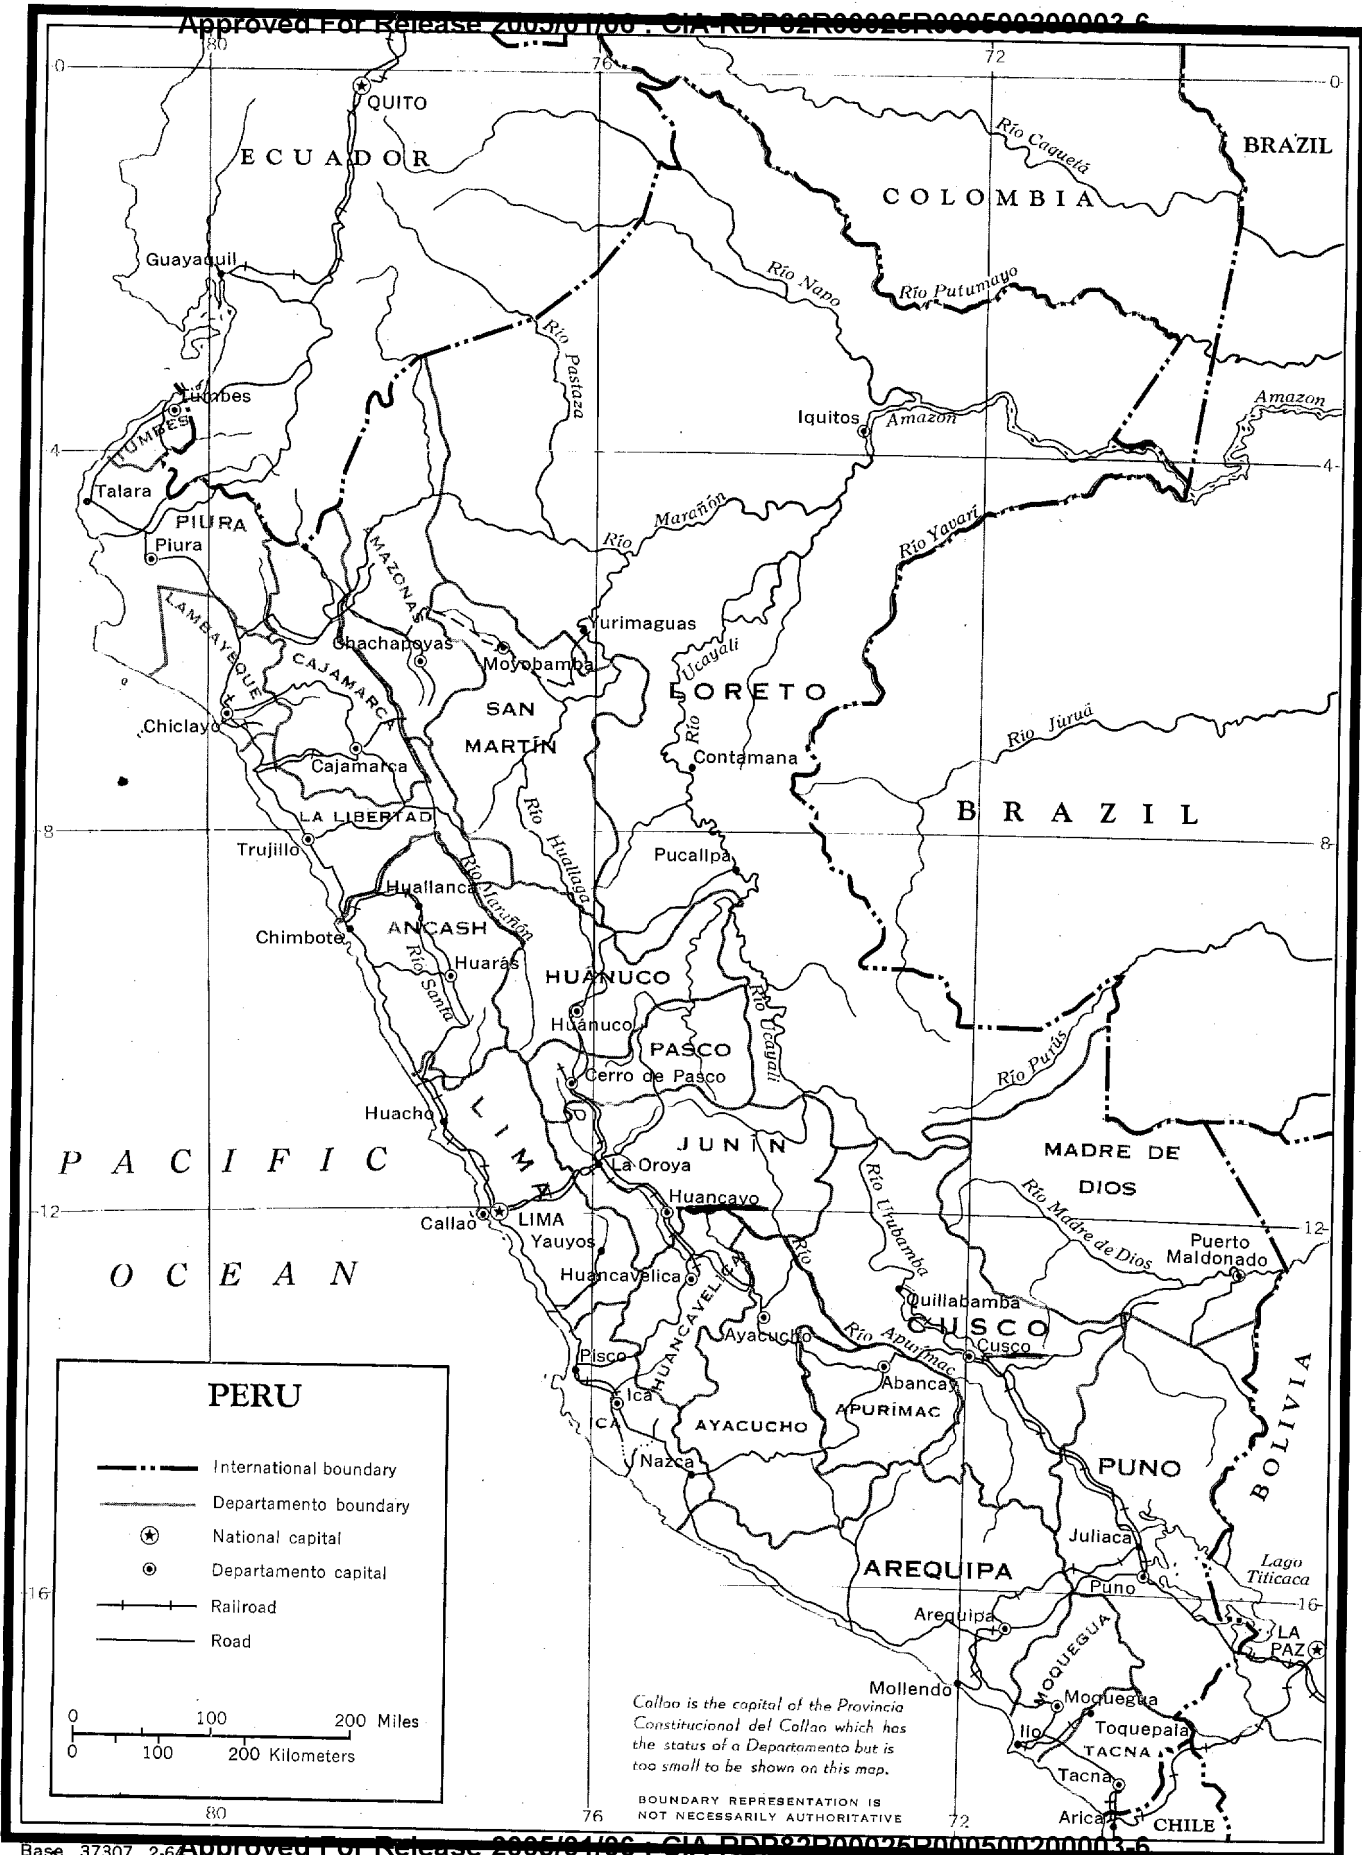 Approved For Release 2005/01/06 : CIA-RDP82R00025R000500200003-6
80
76
72
0
0
QUITO
ECUADOR
Río Caquetá
BRAZIL
COLOMBIA
Guayaquil
Río Napo
Río Putumayo
Río Pastaza
Tumbes
TUMBES
Iquitos
Amazon
Amazon
4
4
Talara
PIURA
Piura
Río Marañón
Río Yavarí
AMAZONAS
LAMBAYEQUE
Yurimaguas
Chachapoyas
Moyobamba
CAJAMARCA
Río Ucayali
LORETO
SAN
MARTÍN
Chiclayo
Río Juruá
Cajamarca
Contamana
BRAZIL
LA LIBERTAD
Río Huallaga
8
8
Trujillo
Pucallpa
Huallanca
Río Marañón
ANCASH
Chimbote
Río Santa
Huarás
HUÁNUCO
Huánuco
Río Ucayali
PASCO
Río Purús
Cerro de Pasco
LIMA
Huacho
JUNÍN
MADRE DE
DIOS
PACIFIC
La Oroya
Río Urubamba
Río Madre de Dios
Huancayo
12
12
Callao
LIMA
Yauyos
Río Apurímac
Puerto
Maldonado
OCEAN
Huancavelica
HUANCAVELICA
Quillabamba
CUSCO
Ayacucho
Cusco
Pisco
Abancay
Ica
ICA
AYACUCHO
APURÍMAC
BOLIVIA
Nazca
PUNO
PERU
International boundary
Departamento boundary
National capital
Departamento capital
Railroad
Road
0 100 200 Miles
0 100 200 Kilometers
Juliaca
Lago
Titicaca
AREQUIPA
Puno
16
16
Arequipa
LA
PAZ
MOQUEGUA
Mollendo
Moquegua
Ilo
Toquepala
TACNA
Tacna
Arica
CHILE
Callao is the capital of the Provincia
Constitucional del Callao which has
the status of a Departamento but is
too small to be shown on this map.
BOUNDARY REPRESENTATION IS
NOT NECESSARILY AUTHORITATIVE
80
76
72
Base 37307 2-64
Approved For Release 2005/01/06 : CIA-RDP82R00025R000500200003-6